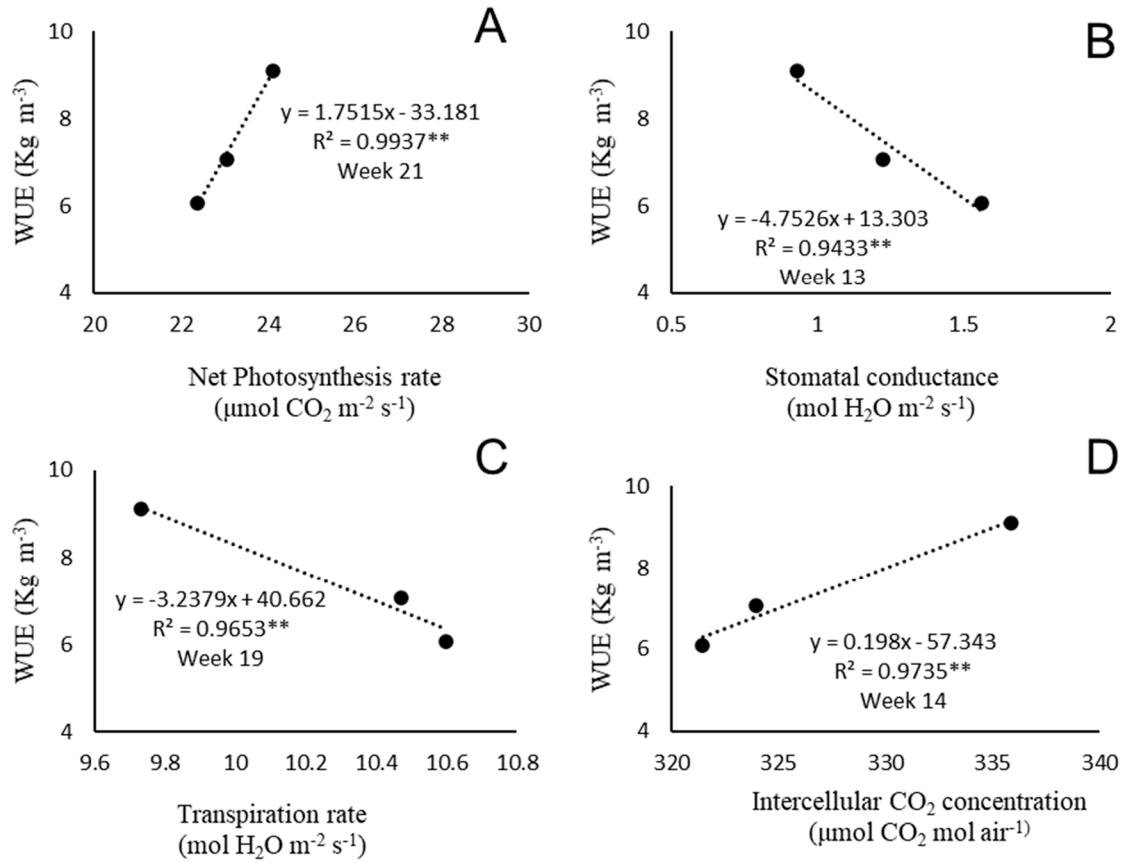 A
10
8
6
4
WUE (Kg m-3)
y = 1.7515x - 33.181
R² = 0.9937**
Week 21
20 22 24 26 28 30
Net Photosynthesis rate
(μmol CO2 m-2 s-1)
B
10
8
6
4
WUE (Kg m-3)
y = -4.7526x + 13.303
R² = 0.9433**
Week 13
0.5 1 1.5 2
Stomatal conductance
(mol H2O m-2 s-1)
C
10
8
6
4
WUE (Kg m-3)
y = -3.2379x + 40.662
R² = 0.9653**
Week 19
9.6 9.8 10 10.2 10.4 10.6 10.8
Transpiration rate
(mol H2O m-2 s-1)
D
10
8
6
4
WUE (Kg m-3)
y = 0.198x - 57.343
R² = 0.9735**
Week 14
320 325 330 335 340
Intercellular CO2 concentration
(μmol CO2 mol air-1)